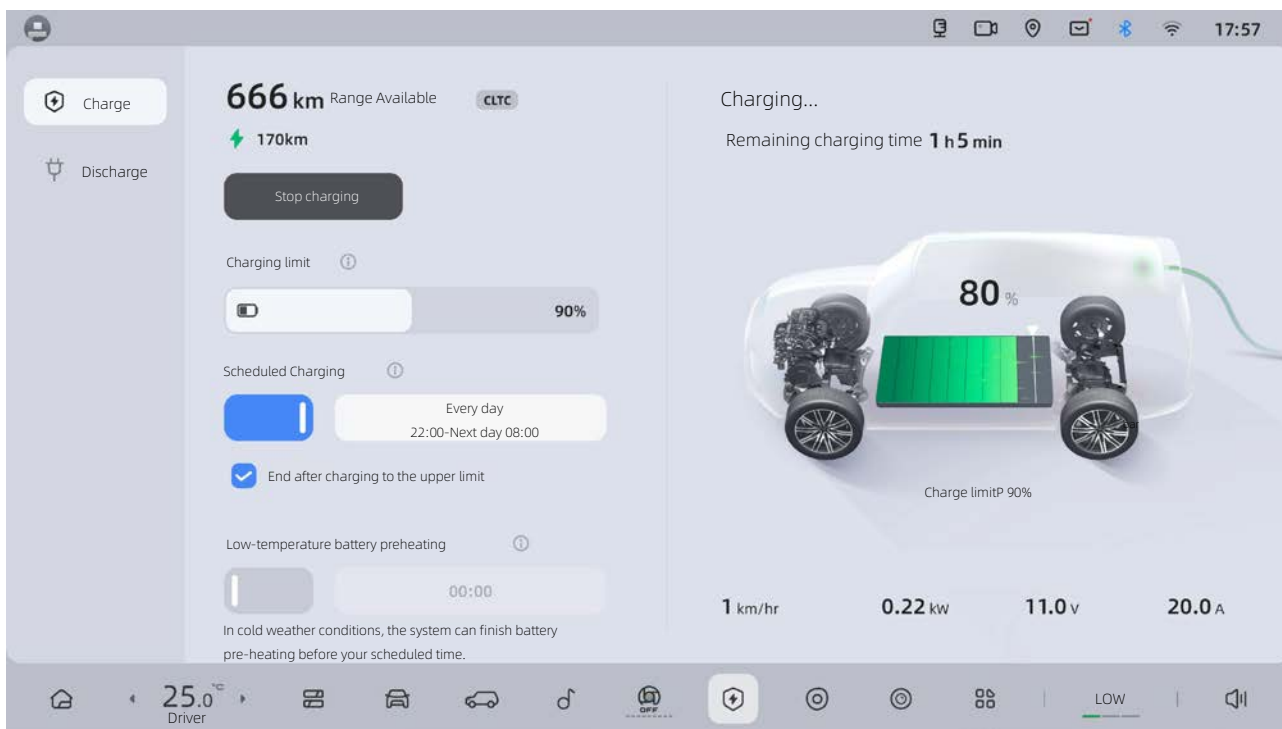 17:57
Charge
Discharge
666 km Range Available CLTC
170km
Stop charging
Charging limit
90%
Scheduled Charging
Every day
22:00-Next day 08:00
End after charging to the upper limit
Low-temperature battery preheating
00:00
In cold weather conditions, the system can finish battery
pre-heating before your scheduled time.
Charging...
Remaining charging time 1 h 5 min
80 %
Charge limitP 90%
1 km/hr 0.22 kW 11.0 V 20.0 A
25.0 °C
Driver
OFF
LOW